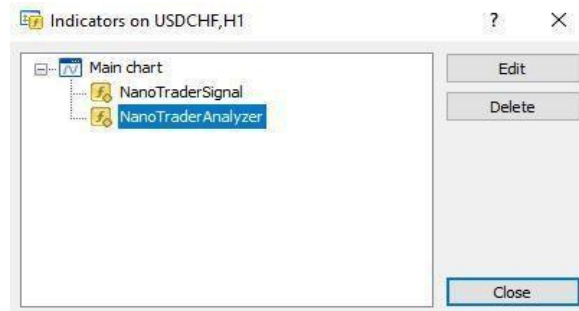 Indicators on USDCHF,H1 ? ×
Main chart
NanoTraderSignal
NanoTraderAnalyzer
Edit
Delete
Close